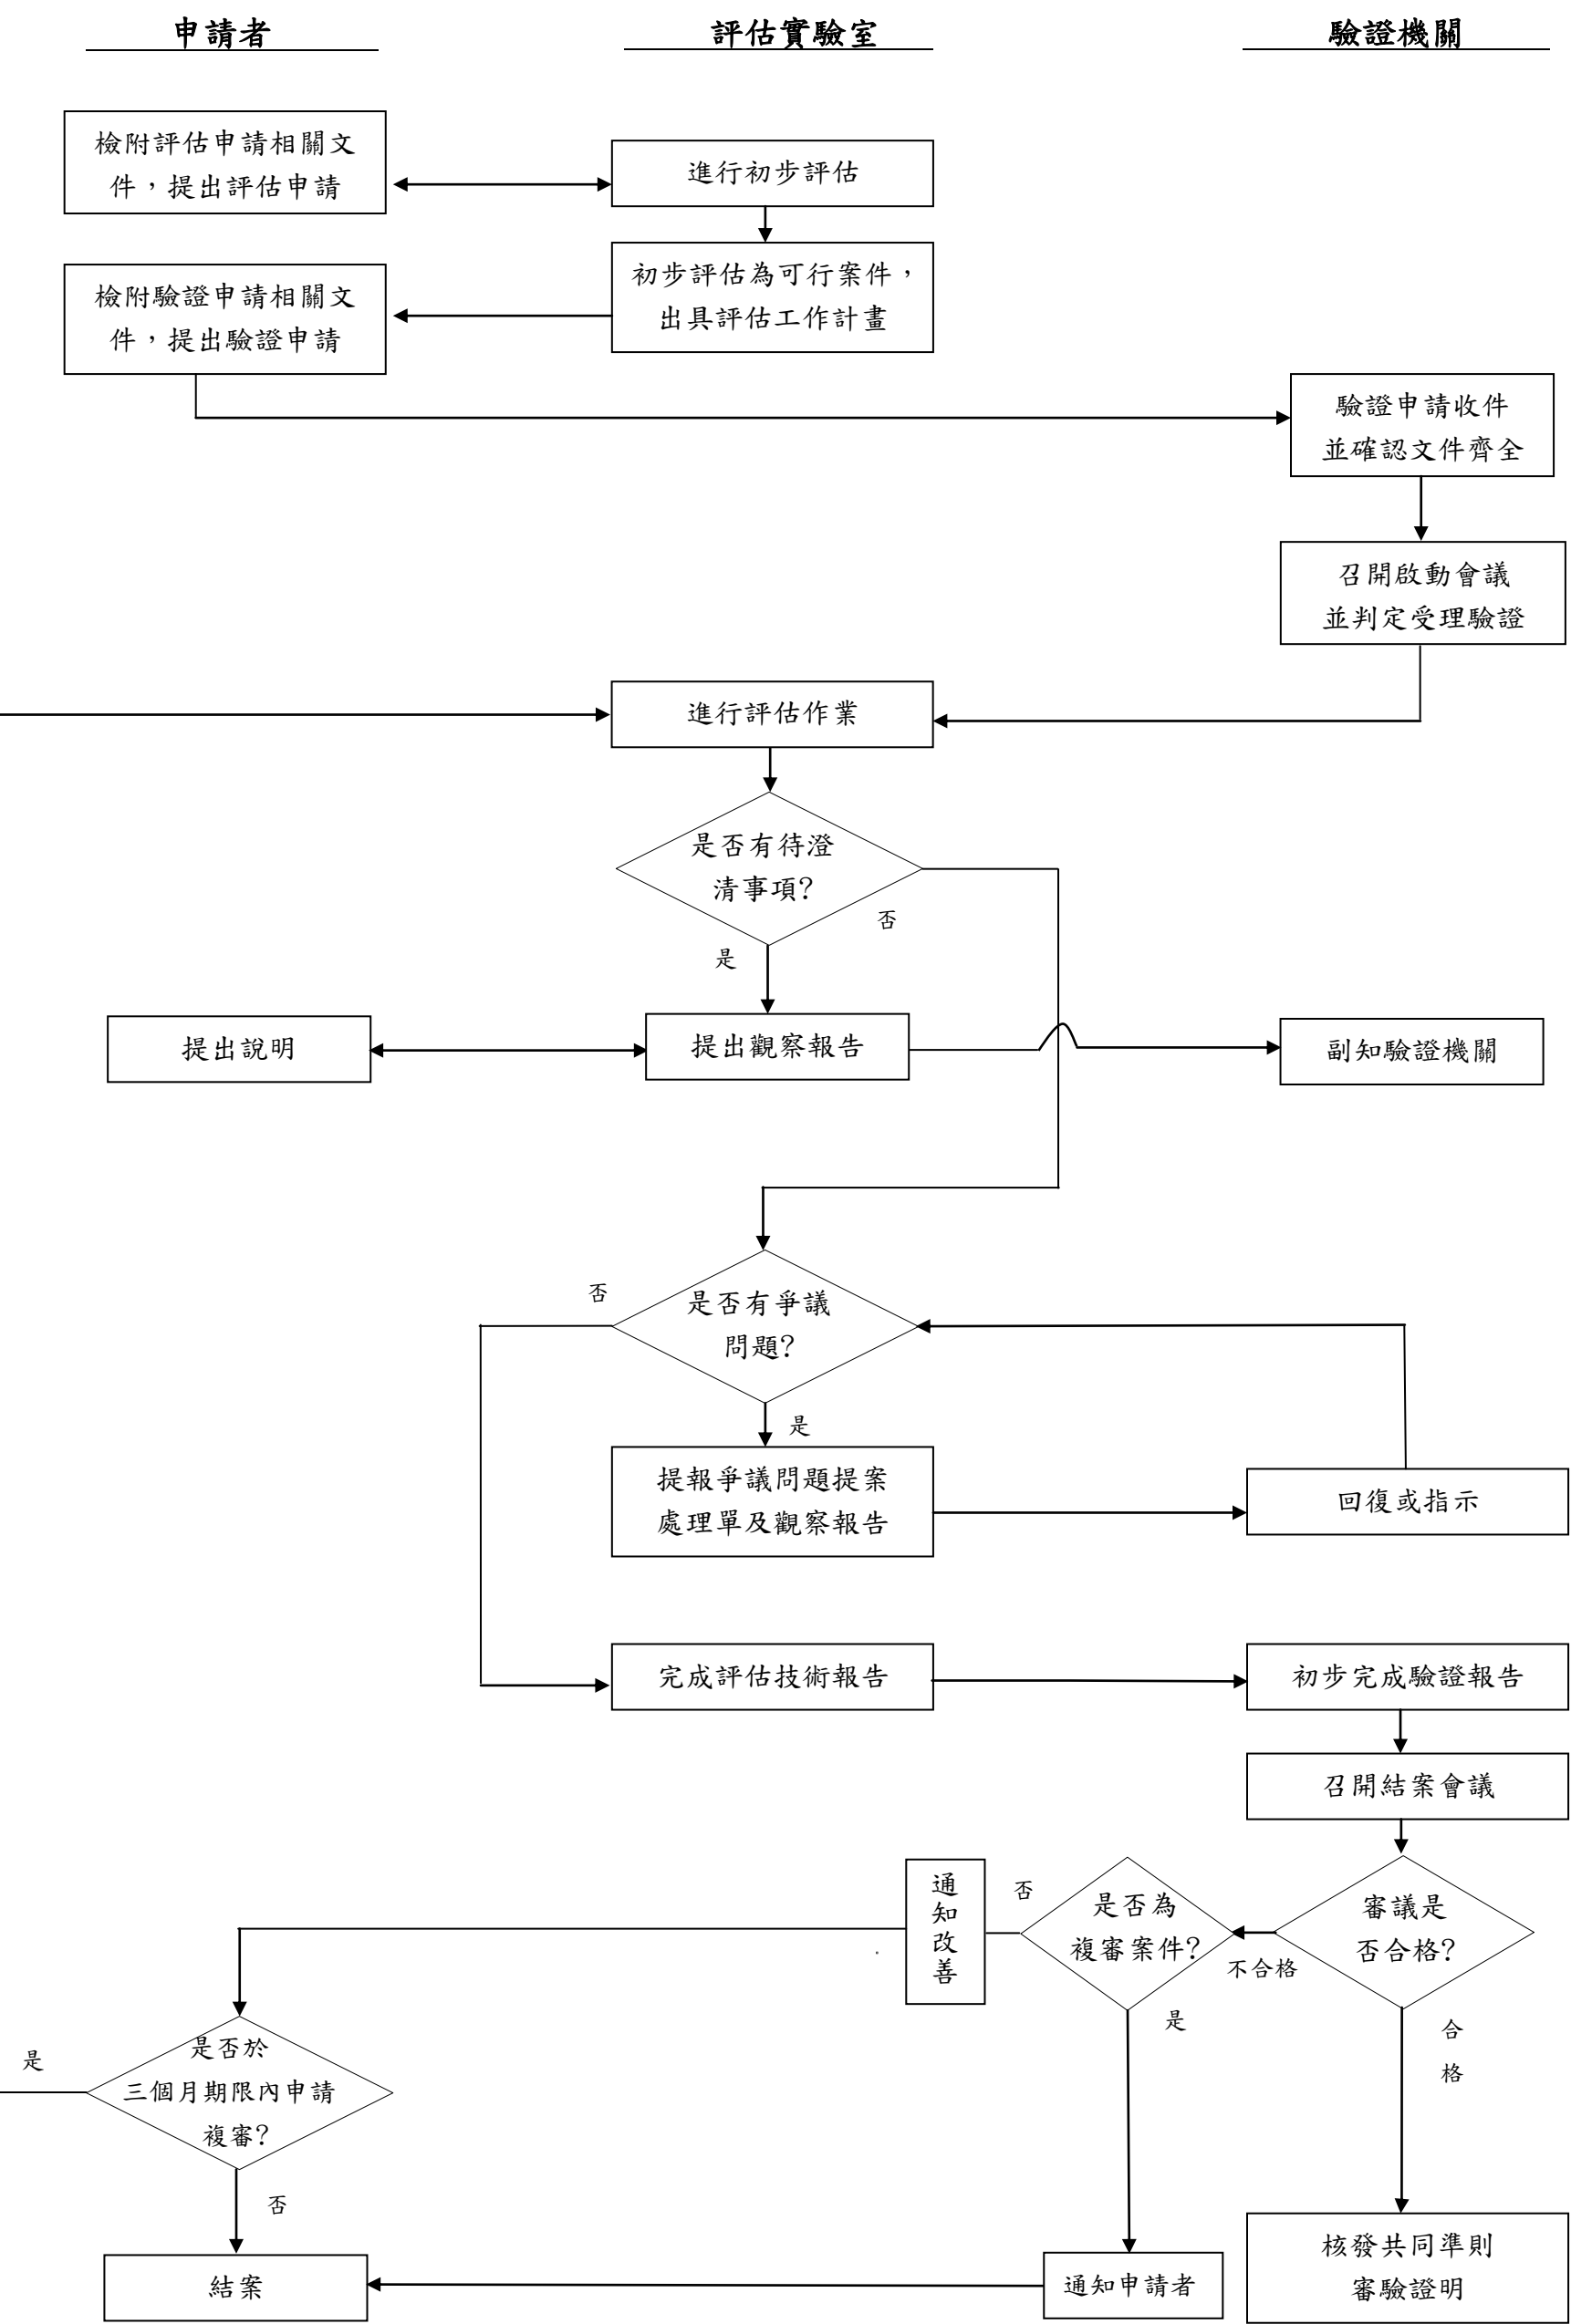 申請者
評估實驗室
驗證機關
檢附評估申請相關文
件，提出評估申請
進行初步評估
初步評估為可行案件，
出具評估工作計畫
檢附驗證申請相關文
件，提出驗證申請
驗證申請收件
並確認文件齊全
召開啟動會議
並判定受理驗證
進行評估作業
是否有待澄
清事項?
否
是
提出說明
提出觀察報告
副知驗證機關
否
是否有爭議
問題?
是
提報爭議問題提案
處理單及觀察報告
回復或指示
完成評估技術報告
初步完成驗證報告
召開結案會議
通知改善
否
是否為
複審案件?
不合格
審議是
否合格?
是
合
格
是
是否於
三個月期限內申請
複審?
否
結案
通知申請者
核發共同準則
審驗證明